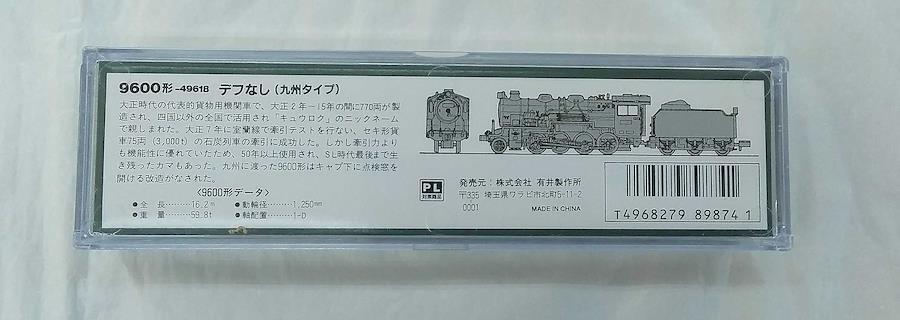 9600形-49618 デフなし(九州タイプ)
大正時代の代表的貨物用機関車で、大正2年ー15年の間に770両が製
造され、四国以外の全国で活用され「キュウロク」のニックネーム
で親しまれた。大正7年に室蘭線で牽引テストを行ない、セキ形貨
車75両(3,000t)の石炭列車の牽引に成功した。しかし牽引力より
も機能性に優れていたため、50年以上使用され、SL時代最後まで生
き残ったカマもあった。九州に渡った9600形はキャブ下に点検窓を
開ける改造がなされた。
〈9600形データ〉
●全 長………16.2m ●動輪径………1,250mm
●重 量………59.8t ●軸配置………1-D
PL
対策商品
発売元:株式会社 有井製作所
〒335 埼玉県ワラビ市北町5-11-2
0001 MADE IN CHINA
T4968279 89874 1